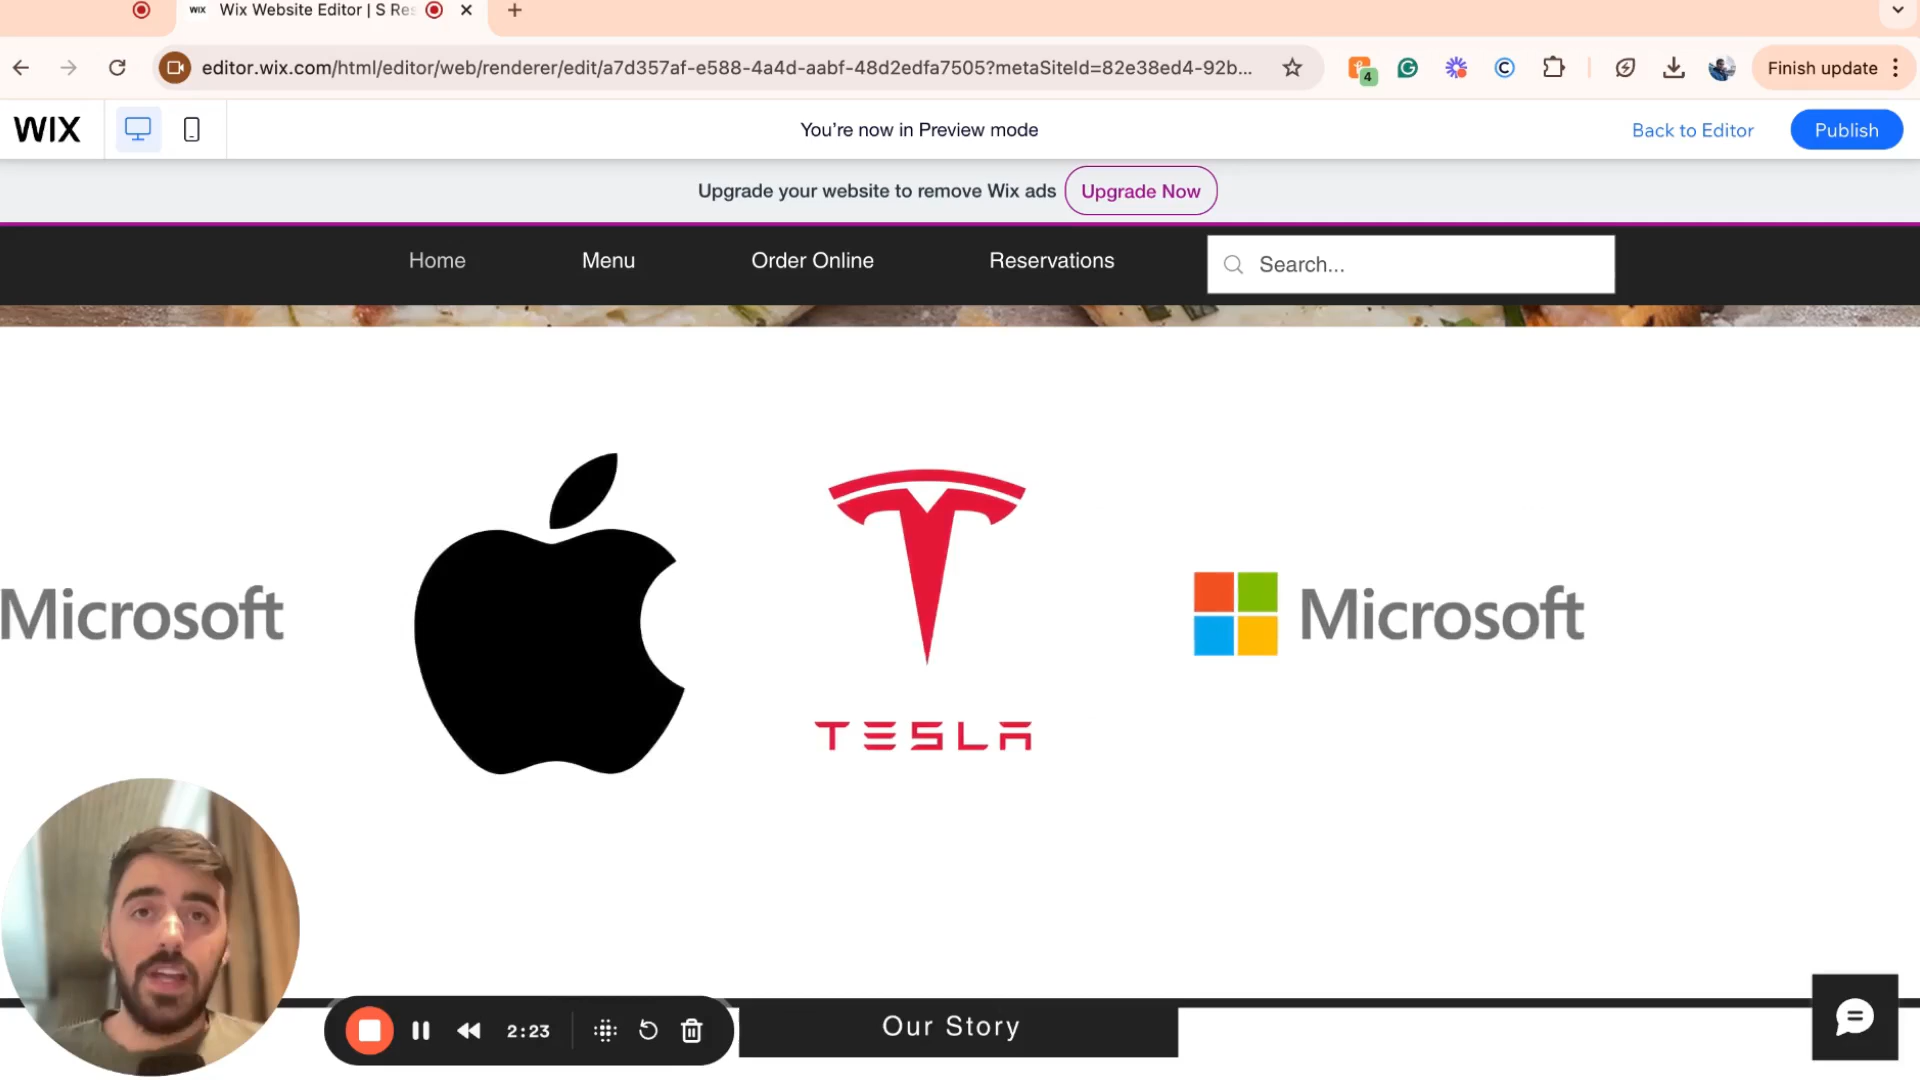 WIX Wix Website Editor | S Res
editor.wix.com/html/editor/web/renderer/edit/a7d357af-e588-4a4d-aabf-48d2edfa7505?metaSiteId=82e38ed4-92b...
4
Finish update
WIX
You're now in Preview mode
Back to Editor
Publish
Upgrade your website to remove Wix ads
Upgrade Now
Home
Menu
Order Online
Reservations
Search...
Microsoft
TESLA
Microsoft
2:23
Our Story